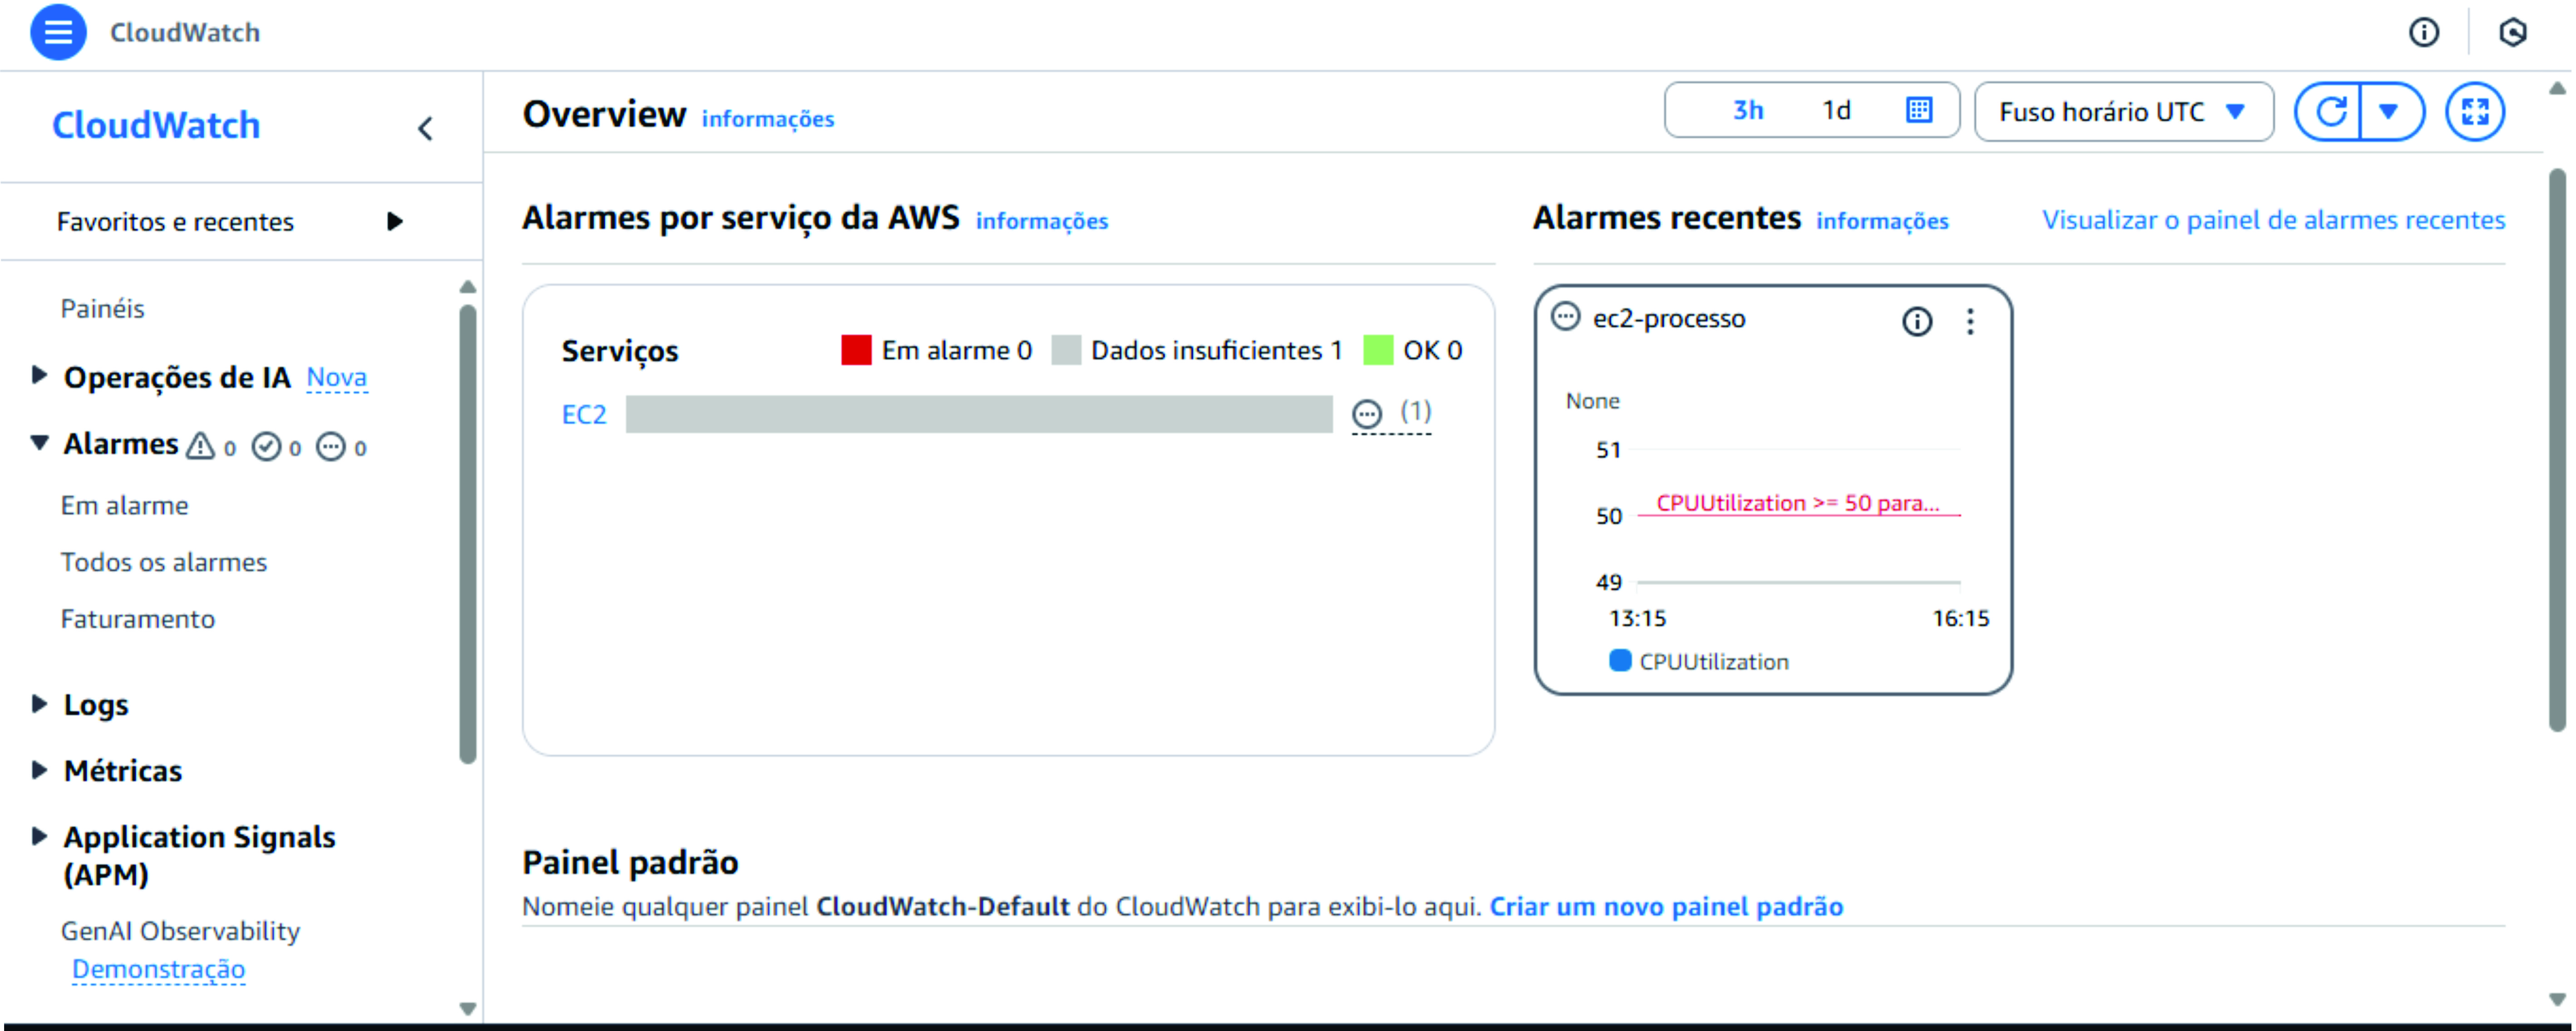 CloudWatch
CloudWatch
Favoritos e recentes
Painéis
Operações de IA Nova
Alarmes 0 0 0
Em alarme
Todos os alarmes
Faturamento
Logs
Métricas
Application Signals
(APM)
GenAI Observability
Demonstração
Overview informações
3h 1d Fuso horário UTC
Alarmes por serviço da AWS informações
Serviços Em alarme 0 Dados insuficientes 1 OK 0
EC2 (1)
Alarmes recentes informações Visualizar o painel de alarmes recentes
ec2-processo
None
51
CPUUtilization >= 50 para...
50
49
13:15 16:15
CPUUtilization
Painel padrão
Nomeie qualquer painel CloudWatch-Default do CloudWatch para exibi-lo aqui. Criar um novo painel padrão